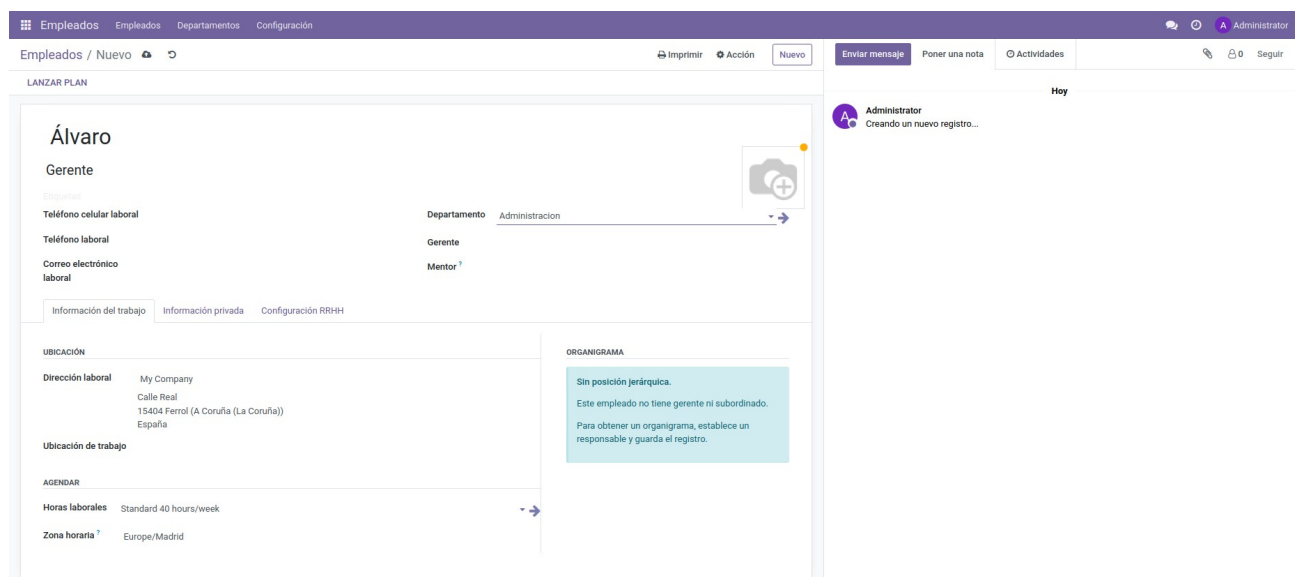 Empleados Empleados Departamentos Configuración A Administrator
Empleados / Nuevo Imprimir Acción Nuevo Enviar mensaje Poner una nota Actividades 0 Seguir
LANZAR PLAN
Hoy
Administrator
A Creando un nuevo registro...
Álvaro
Gerente
Etiquetas
Teléfono celular laboral Departamento Administracion
Teléfono laboral Gerente
Correo electrónico laboral Mentor ?
Información del trabajo Información privada Configuración RRHH
UBICACIÓN
Dirección laboral My Company
Calle Real
15404 Ferrol (A Coruña (La Coruña))
España
Ubicación de trabajo
AGENDAR
Horas laborales Standard 40 hours/week
Zona horaria ? Europe/Madrid
ORGANIGRAMA
Sin posición jerárquica.
Este empleado no tiene gerente ni subordinado.
Para obtener un organigrama, establece un
responsable y guarda el registro.